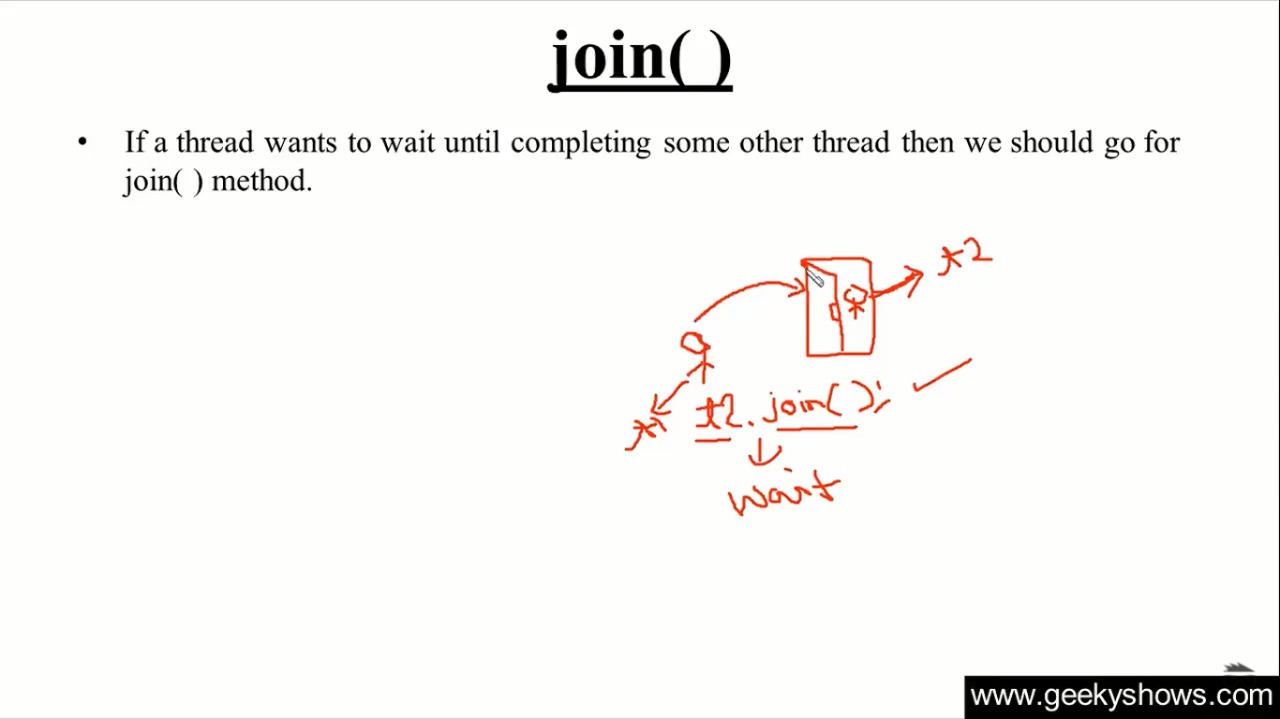 join( )
• If a thread wants to wait until completing some other thread then we should go for
join( ) method.
t2
t2.join();
wait
www.geekyshows.com